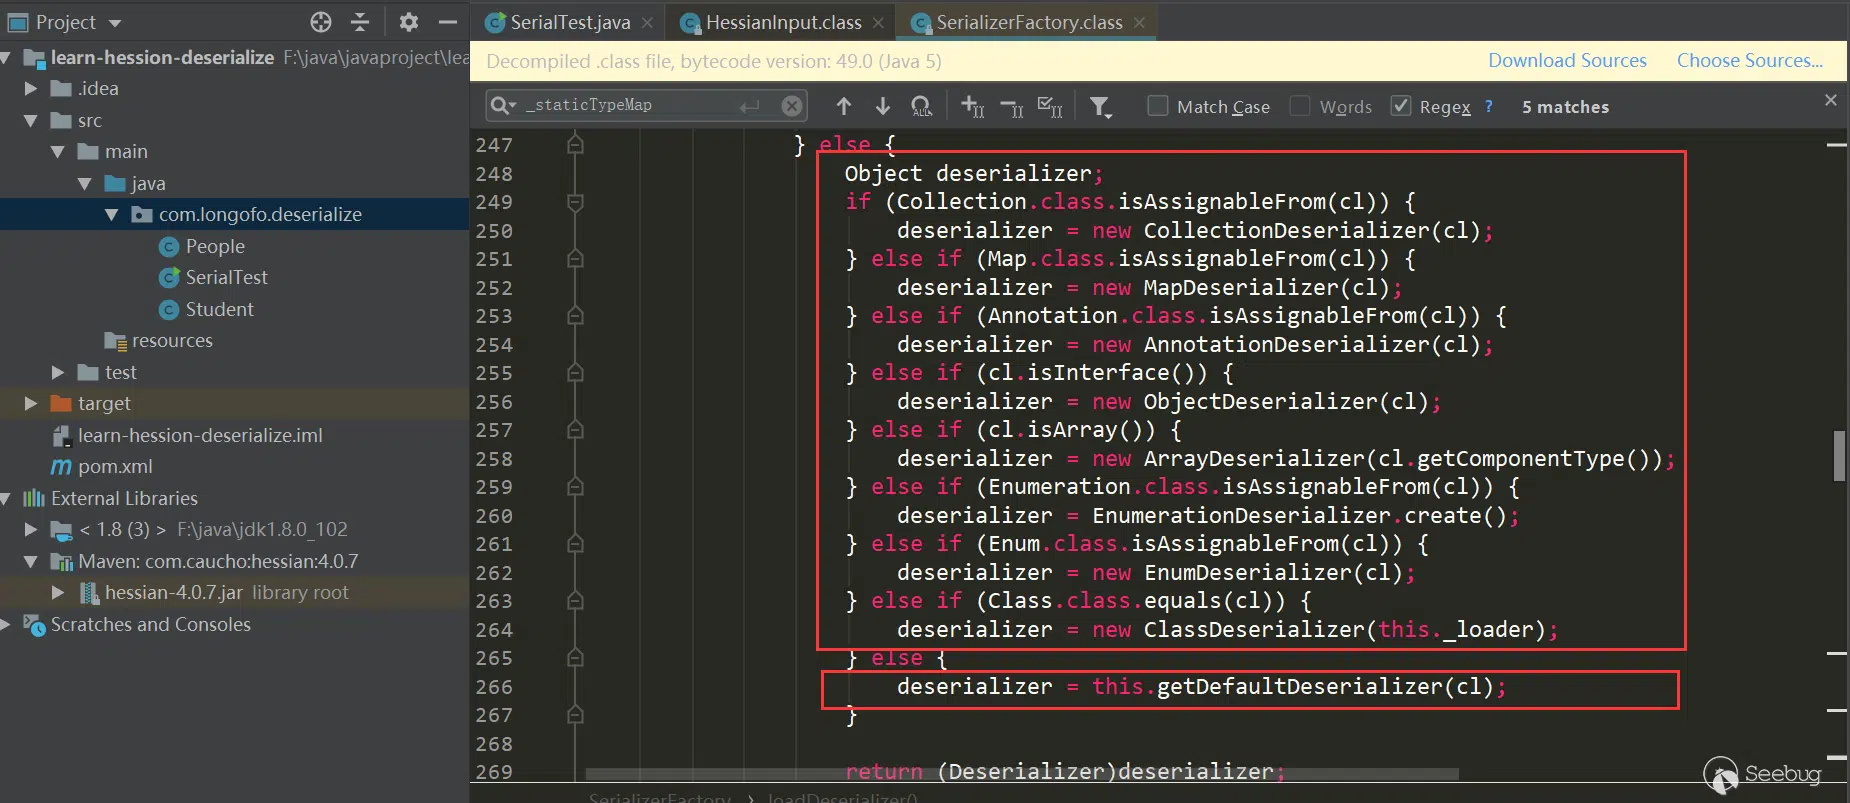 Project
SerialTest.java
HessianInput.class
SerializerFactory.class
learn-hession-deserialize F:\java\javaproject\lea
.idea
src
main
java
com.longofo.deserialize
People
SerialTest
Student
resources
test
target
learn-hession-deserialize.iml
pom.xml
External Libraries
< 1.8 (3) > F:\java\jdk1.8.0_102
Maven: com.caucho:hessian:4.0.7
hessian-4.0.7.jar library root
Scratches and Consoles
Decompiled .class file, bytecode version: 49.0 (Java 5)
Download Sources
Choose Sources...
_staticTypeMap
Match Case
Words
Regex ?
5 matches
247 } else {
248 Object deserializer;
249 if (Collection.class.isAssignableFrom(cl)) {
250 deserializer = new CollectionDeserializer(cl);
251 } else if (Map.class.isAssignableFrom(cl)) {
252 deserializer = new MapDeserializer(cl);
253 } else if (Annotation.class.isAssignableFrom(cl)) {
254 deserializer = new AnnotationDeserializer(cl);
255 } else if (cl.isInterface()) {
256 deserializer = new ObjectDeserializer(cl);
257 } else if (cl.isArray()) {
258 deserializer = new ArrayDeserializer(cl.getComponentType());
259 } else if (Enumeration.class.isAssignableFrom(cl)) {
260 deserializer = EnumerationDeserializer.create();
261 } else if (Enum.class.isAssignableFrom(cl)) {
262 deserializer = new EnumDeserializer(cl);
263 } else if (Class.class.equals(cl)) {
264 deserializer = new ClassDeserializer(this._loader);
265 } else {
266 deserializer = this.getDefaultDeserializer(cl);
267 }
268
269 return (Deserializer)deserializer;
SerializerFactory › loadDeserializer()
Seebug